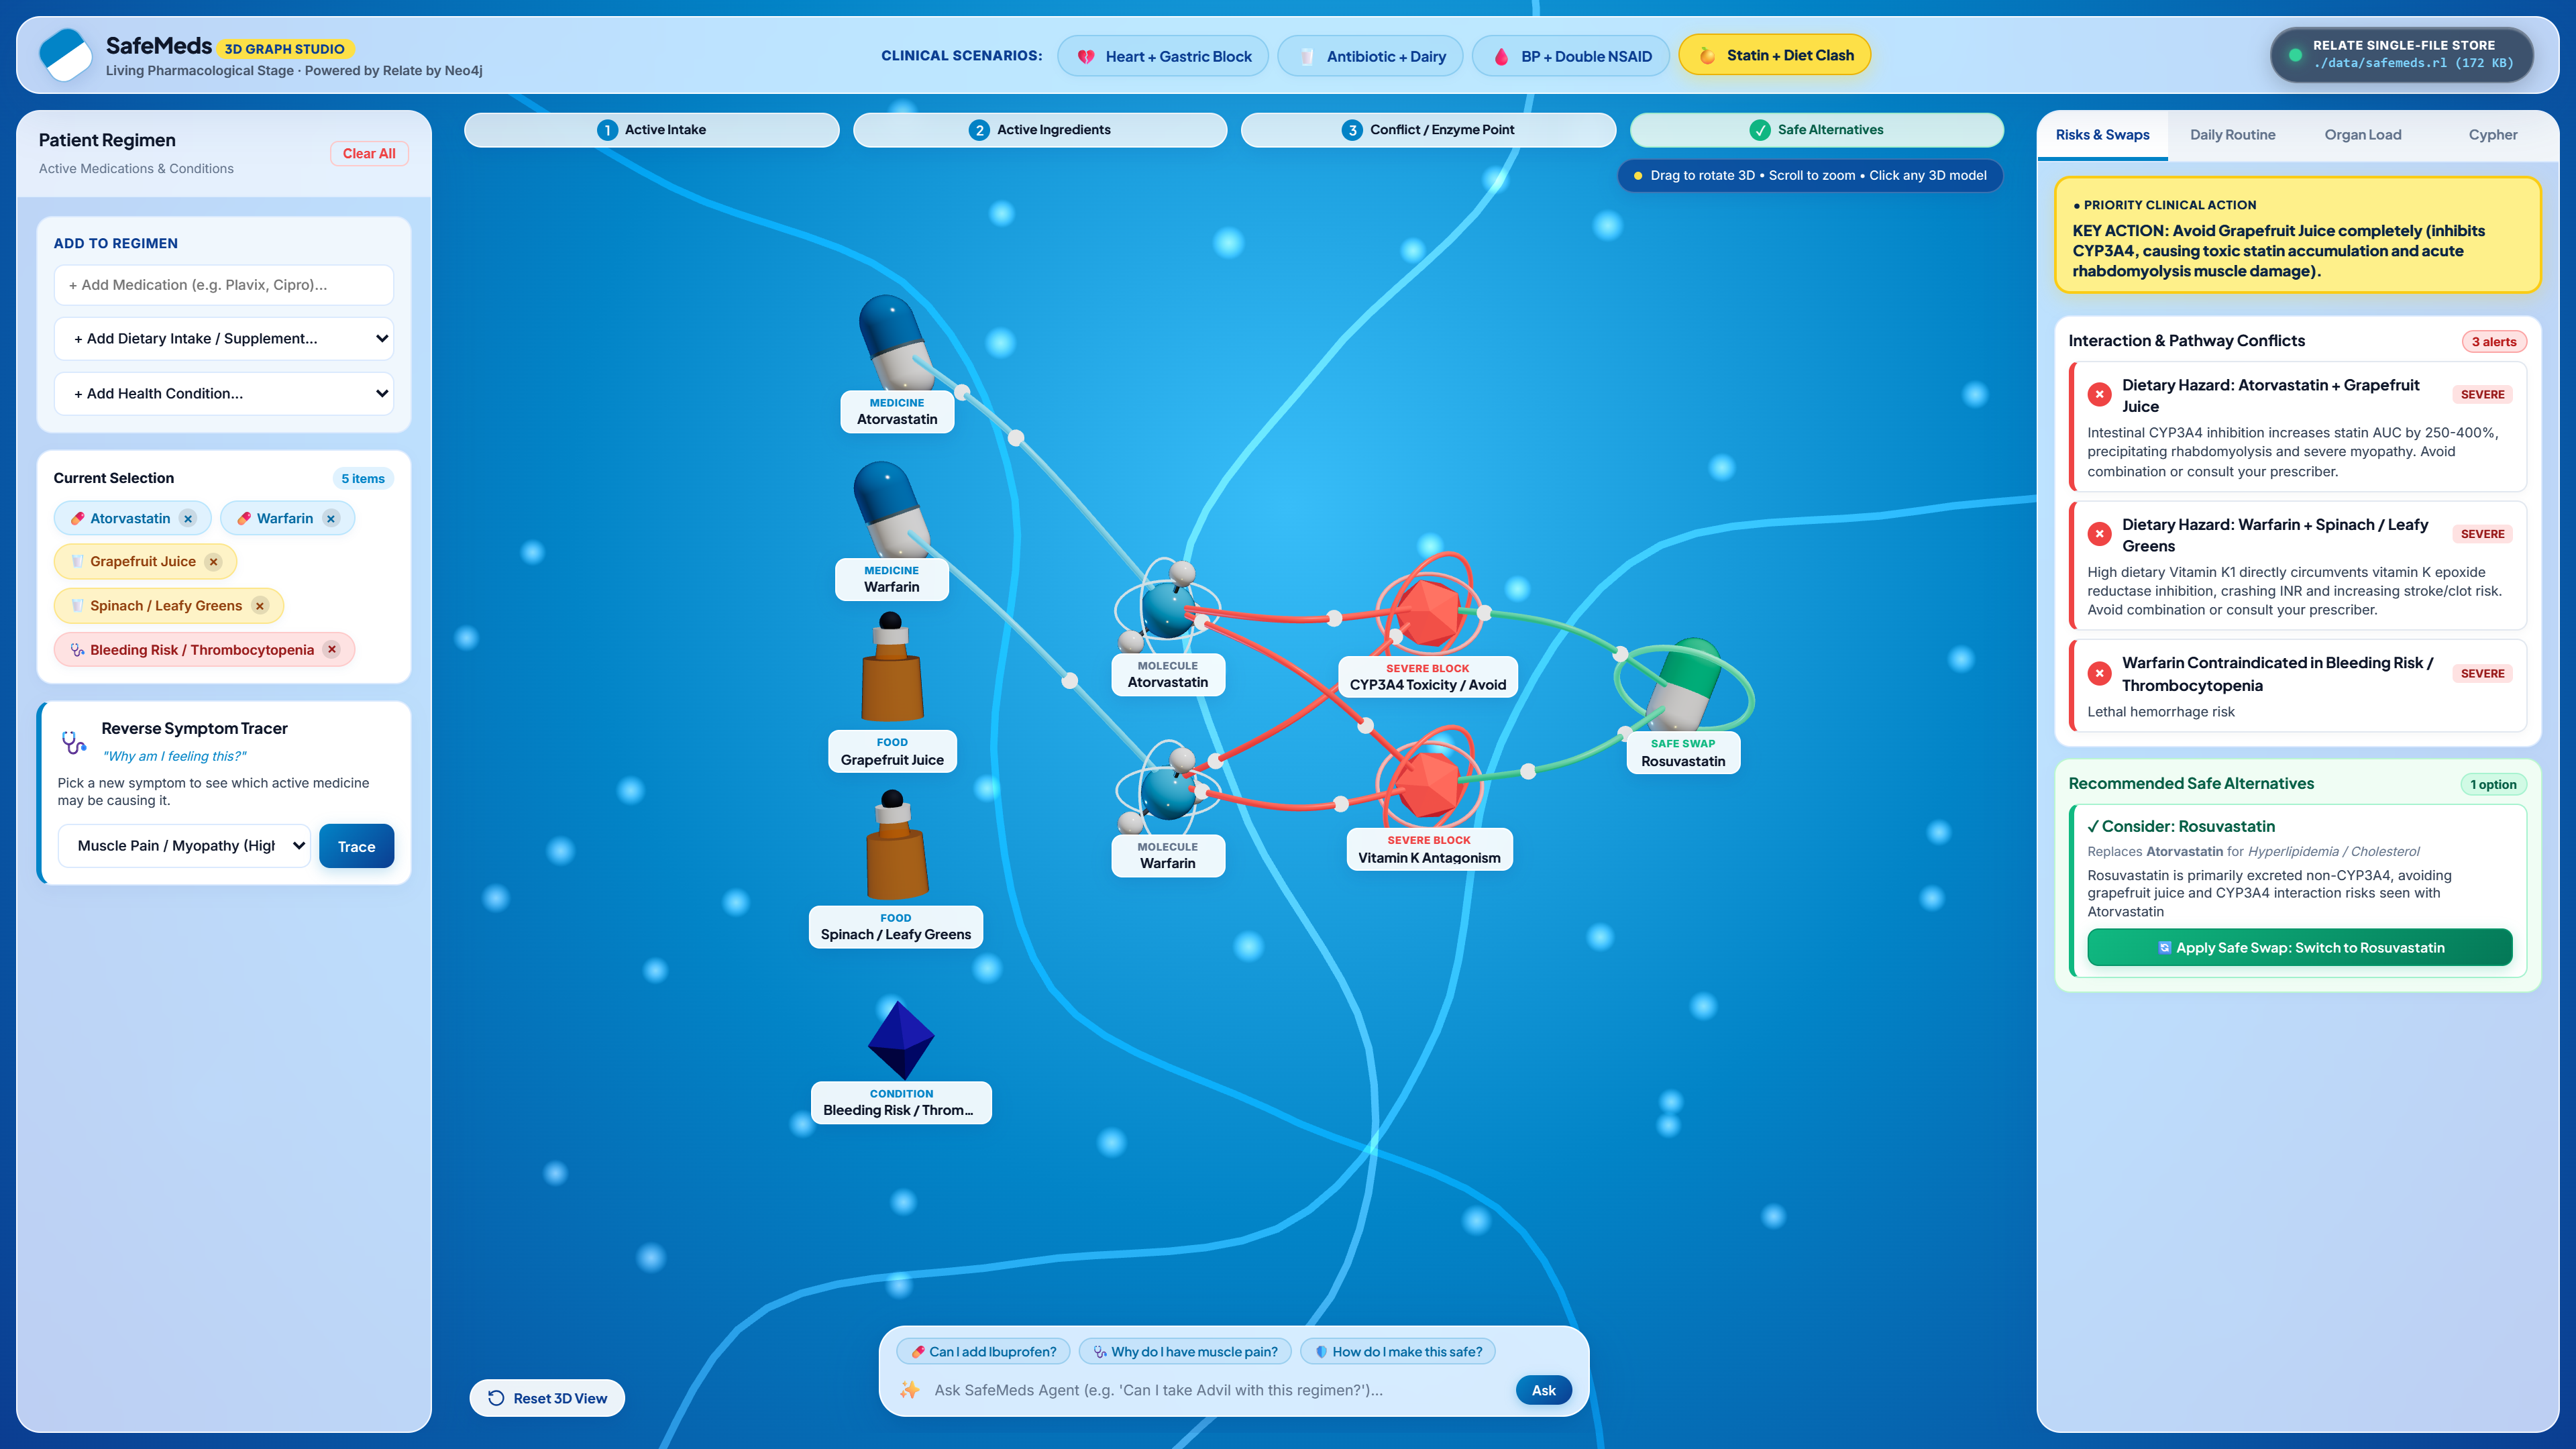 SafeMeds 3D GRAPH STUDIO
Living Pharmacological Stage · Powered by Relate by Neo4j
CLINICAL SCENARIOS:
Heart + Gastric Block
Antibiotic + Dairy
BP + Double NSAID
Statin + Diet Clash
RELATE SINGLE-FILE STORE
./data/safemeds.rl (172 KB)
Patient Regimen
Active Medications & Conditions
Clear All
ADD TO REGIMEN
+ Add Medication (e.g. Plavix, Cipro)...
+ Add Dietary Intake / Supplement...
+ Add Health Condition...
Current Selection
5 items
Atorvastatin ×
Warfarin ×
Grapefruit Juice ×
Spinach / Leafy Greens ×
Bleeding Risk / Thrombocytopenia ×
Reverse Symptom Tracer
"Why am I feeling this?"
Pick a new symptom to see which active medicine
may be causing it.
Muscle Pain / Myopathy (High
Trace
1 Active Intake
2 Active Ingredients
3 Conflict / Enzyme Point
✓ Safe Alternatives
Drag to rotate 3D • Scroll to zoom • Click any 3D model
MEDICINE
Atorvastatin
MEDICINE
Warfarin
FOOD
Grapefruit Juice
FOOD
Spinach / Leafy Greens
CONDITION
Bleeding Risk / Throm...
MOLECULE
Atorvastatin
MOLECULE
Warfarin
SEVERE BLOCK
CYP3A4 Toxicity / Avoid
SEVERE BLOCK
Vitamin K Antagonism
SAFE SWAP
Rosuvastatin
Reset 3D View
Can I add Ibuprofen?
Why do I have muscle pain?
How do I make this safe?
Ask SafeMeds Agent (e.g. 'Can I take Advil with this regimen?')...
Ask
Risks & Swaps
Daily Routine
Organ Load
Cypher
● PRIORITY CLINICAL ACTION
KEY ACTION: Avoid Grapefruit Juice completely (inhibits
CYP3A4, causing toxic statin accumulation and acute
rhabdomyolysis muscle damage).
Interaction & Pathway Conflicts
3 alerts
Dietary Hazard: Atorvastatin + Grapefruit
Juice
SEVERE
Intestinal CYP3A4 inhibition increases statin AUC by 250-400%,
precipitating rhabdomyolysis and severe myopathy. Avoid
combination or consult your prescriber.
Dietary Hazard: Warfarin + Spinach / Leafy
Greens
SEVERE
High dietary Vitamin K1 directly circumvents vitamin K epoxide
reductase inhibition, crashing INR and increasing stroke/clot risk.
Avoid combination or consult your prescriber.
Warfarin Contraindicated in Bleeding Risk /
Thrombocytopenia
SEVERE
Lethal hemorrhage risk
Recommended Safe Alternatives
1 option
✓ Consider: Rosuvastatin
Replaces Atorvastatin for Hyperlipidemia / Cholesterol
Rosuvastatin is primarily excreted non-CYP3A4, avoiding
grapefruit juice and CYP3A4 interaction risks seen with
Atorvastatin
Apply Safe Swap: Switch to Rosuvastatin